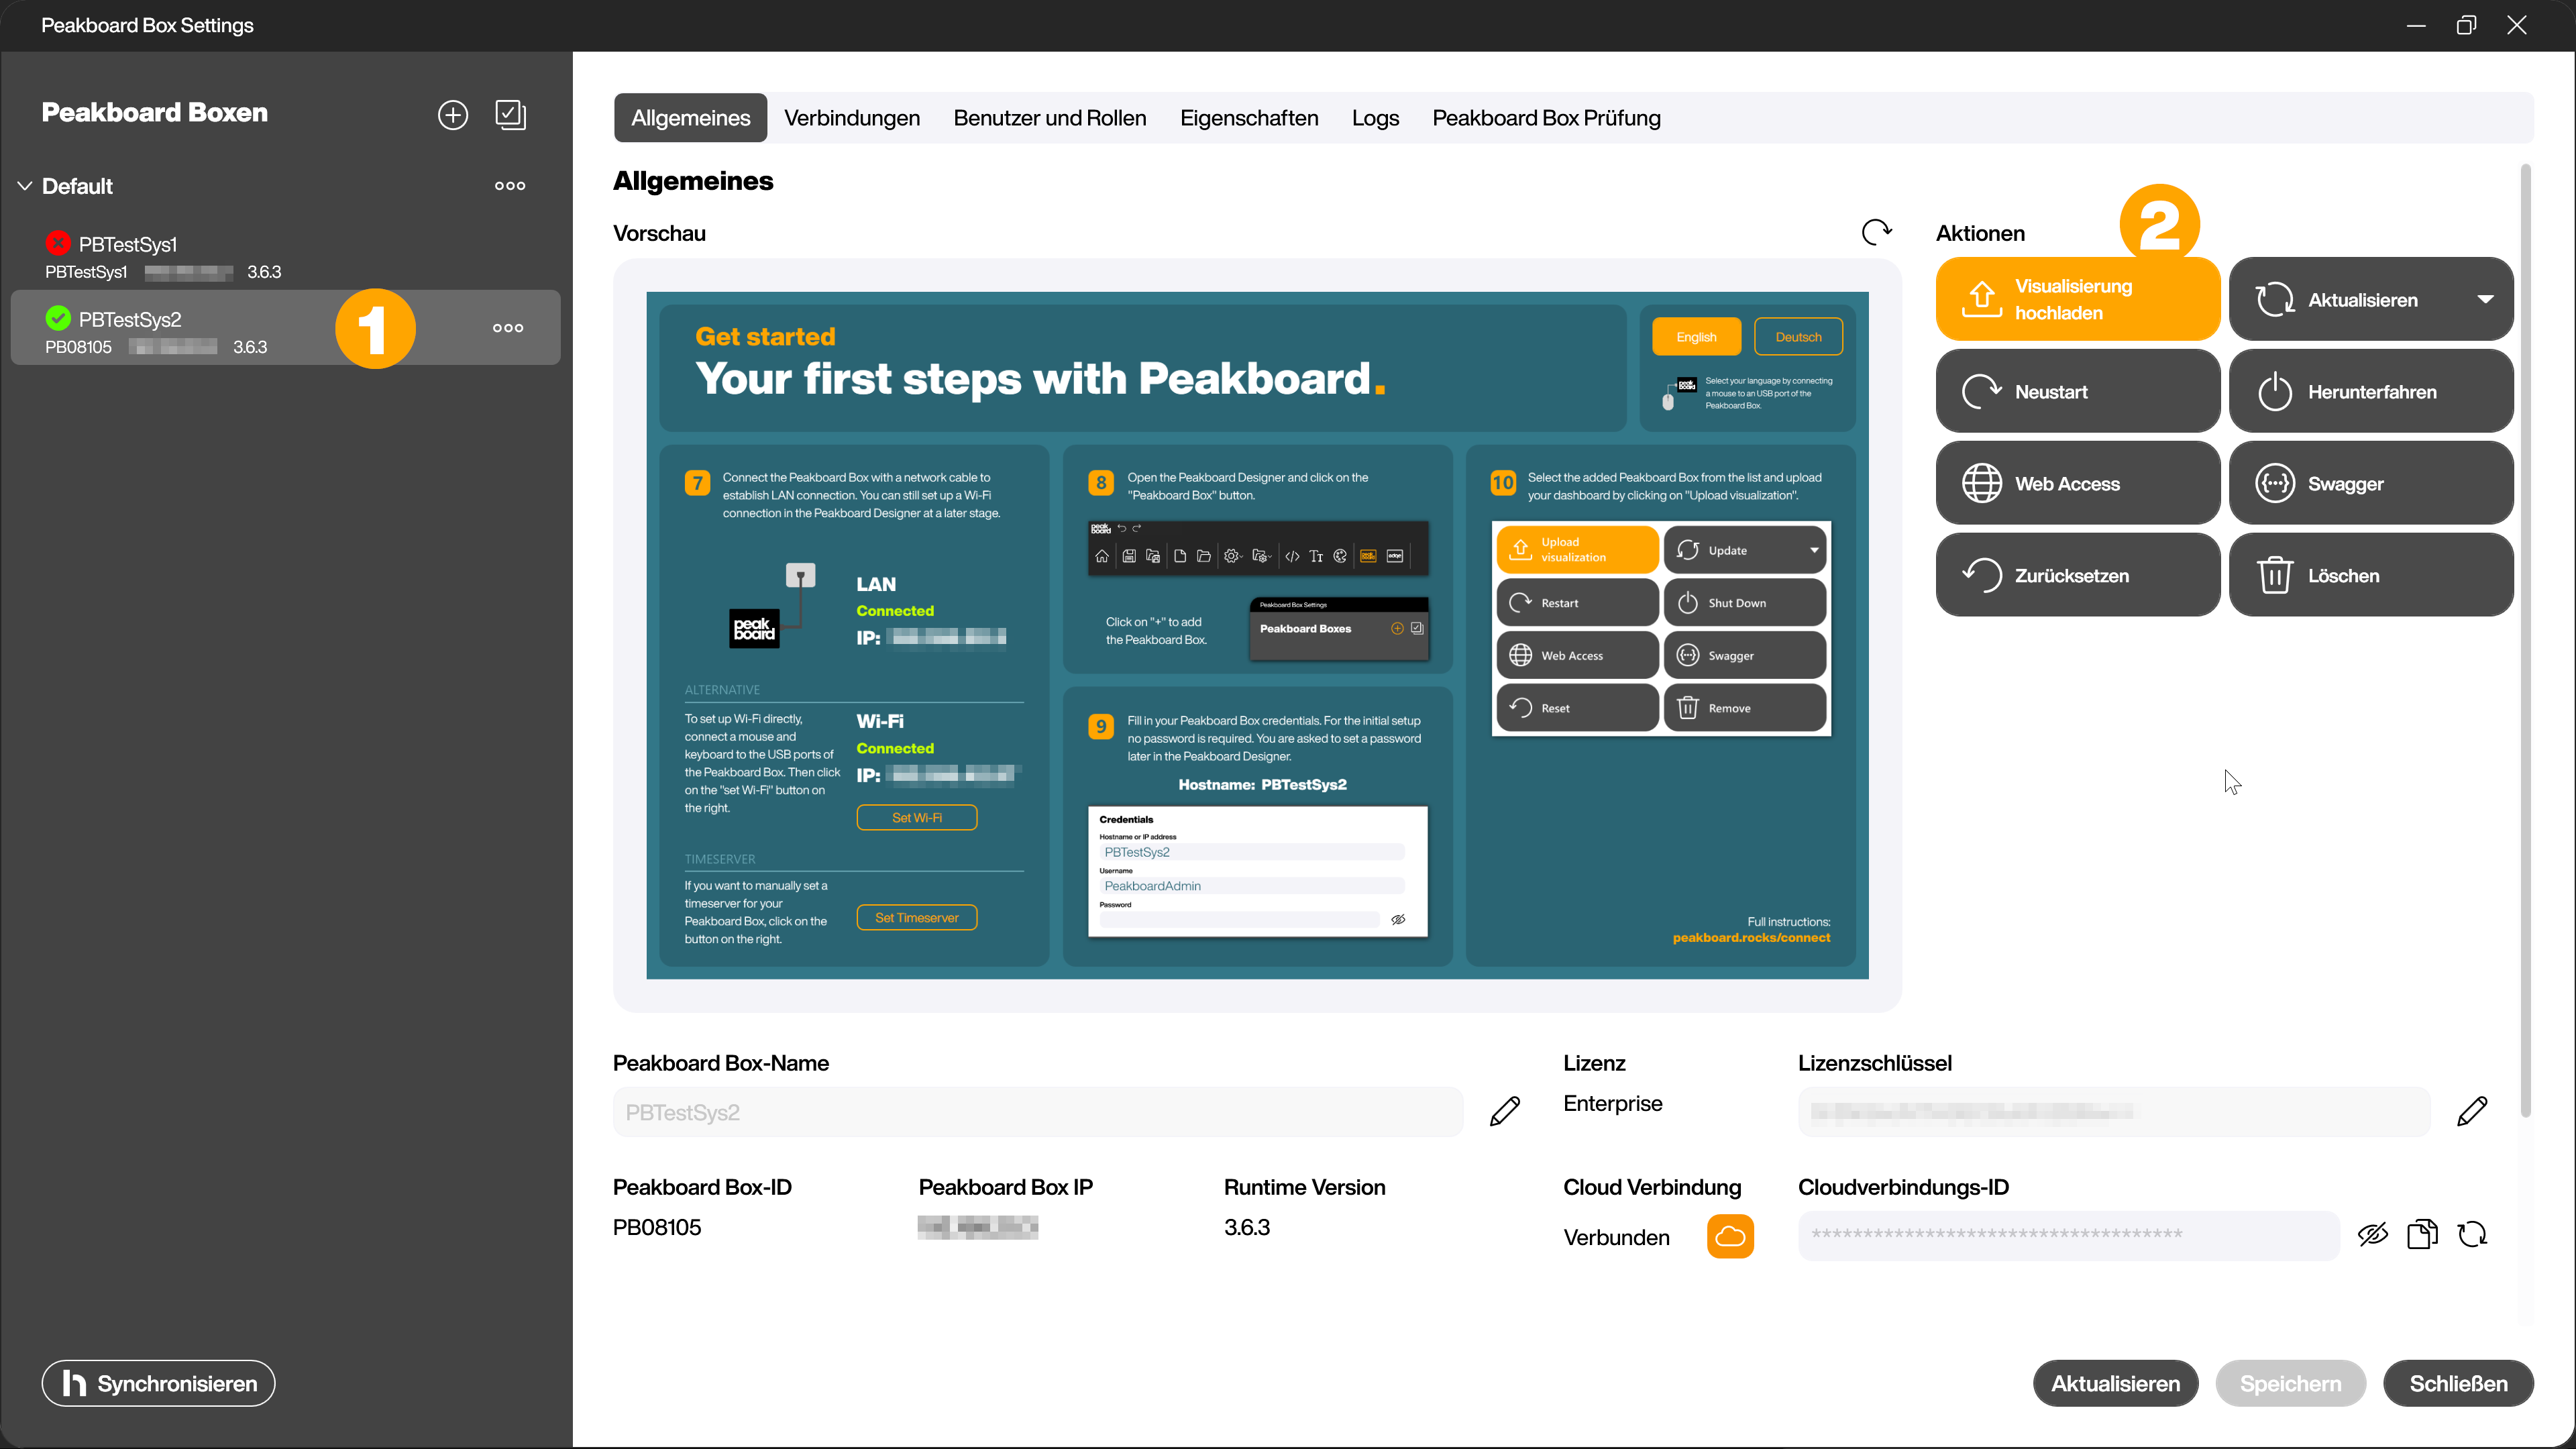 Peakboard Box Settings
Peakboard Boxen
Default
PBTestSys1
PBTestSys1 3.6.3
PBTestSys2
PB08105 3.6.3
1
Synchronisieren
Allgemeines Verbindungen Benutzer und Rollen Eigenschaften Logs Peakboard Box Prüfung
Allgemeines
Vorschau
Get started
Your first steps with Peakboard.
English Deutsch
peak
board
Select your language by connecting
a mouse to an USB port of the
Peakboard Box.
7
Connect the Peakboard Box with a network cable to
establish LAN connection. You can still set up a Wi-Fi
connection in the Peakboard Designer at a later stage.
peak
board
LAN
Connected
IP:
ALTERNATIVE
To set up Wi-Fi directly,
connect a mouse and
keyboard to the USB ports of
the Peakboard Box. Then click
on the "set Wi-Fi" button on
the right.
Wi-Fi
Connected
IP:
Set Wi-Fi
TIMESERVER
If you want to manually set a
timeserver for your
Peakboard Box, click on the
button on the right.
Set Timeserver
8
Open the Peakboard Designer and click on the
"Peakboard Box" button.
peak
board
Click on "+" to add
the Peakboard Box.
Peakboard Box Settings
Peakboard Boxes
9
Fill in your Peakboard Box credentials. For the initial setup
no password is required. You are asked to set a password
later in the Peakboard Designer.
Hostname: PBTestSys2
Credentials
Hostname or IP address
PBTestSys2
Username
PeakboardAdmin
Password
10
Select the added Peakboard Box from the list and upload
your dashboard by clicking on "Upload visualization".
Upload
visualization
Update
Restart
Shut Down
Web Access
Swagger
Reset
Remove
Full instructions:
peakboard.rocks/connect
Aktionen
2
Visualisierung
hochladen
Aktualisieren
Neustart
Herunterfahren
Web Access
Swagger
Zurücksetzen
Löschen
Peakboard Box-Name
PBTestSys2
Lizenz
Enterprise
Lizenzschlüssel
Peakboard Box-ID
PB08105
Peakboard Box IP
Runtime Version
3.6.3
Cloud Verbindung
Verbunden
Cloudverbindungs-ID
************************************
Aktualisieren Speichern Schließen